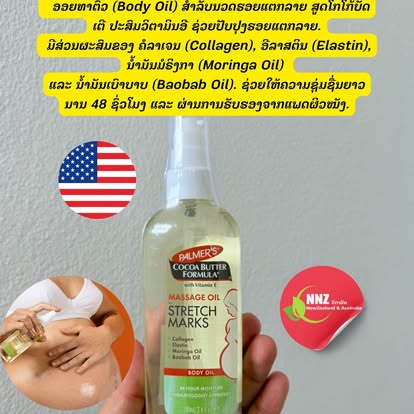 ອອຍທາຕົວ (Body Oil) ສຳລັບນວດຮອຍແຕກລາຍ ສູດໂກໂກ້ບັດ
ເຕີ້ ປະສົມວິຕາມິນອີ ຊ່ວຍປັບປຸງຮອຍແຕກລາຍ.
ມີສ່ວນຜະສົມຂອງ ຄໍລາເຈນ (Collagen), ອີລາສຕິນ (Elastin),
ນ້ຳມັນມໍຣິງກາ (Moringa Oil)
ແລະ ນ້ຳມັນເບົາບາບ (Baobab Oil). ຊ່ວຍໃຫ້ຄວາມຊຸ່ມຊື່ນຍາວ
ນານ 48 ຊົ່ວໂມງ ແລະ ຜ່ານການຮັບຮອງຈາກແພດຜິວໜັງ.
PALMER'S
COCOA BUTTER
FORMULA
with Vitamin E
MASSAGE OIL
STRETCH
MARKS
• Collagen
• Elastin
• Moringa Oil
• Baobab Oil
BODY OIL
48 HOUR MOISTURE
NNZ
NewZealand & Australia